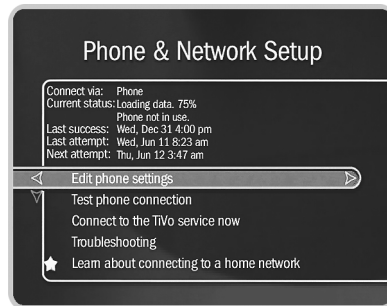 Phone & Network Setup
Connect via: Phone
Current status: Loading data. 75%
Phone not in use.
Last success: Wed, Dec 31 4:00 pm
Last attempt: Wed, Jun 11 8:23 am
Next attempt: Thu, Jun 12 3:47 am
Edit phone settings
Test phone connection
Connect to the TiVo service now
Troubleshooting
Learn about connecting to a home network